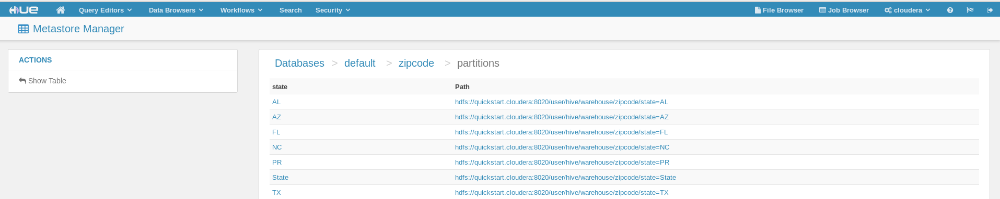 HUE Query Editors Data Browsers Workflows Search Security File Browser Job Browser cloudera
Metastore Manager
ACTIONS
Show Table
Databases > default > zipcode > partitions
state Path
AL hdfs://quickstart.cloudera:8020/user/hive/warehouse/zipcode/state=AL
AZ hdfs://quickstart.cloudera:8020/user/hive/warehouse/zipcode/state=AZ
FL hdfs://quickstart.cloudera:8020/user/hive/warehouse/zipcode/state=FL
NC hdfs://quickstart.cloudera:8020/user/hive/warehouse/zipcode/state=NC
PR hdfs://quickstart.cloudera:8020/user/hive/warehouse/zipcode/state=PR
State hdfs://quickstart.cloudera:8020/user/hive/warehouse/zipcode/state=State
TX hdfs://quickstart.cloudera:8020/user/hive/warehouse/zipcode/state=TX